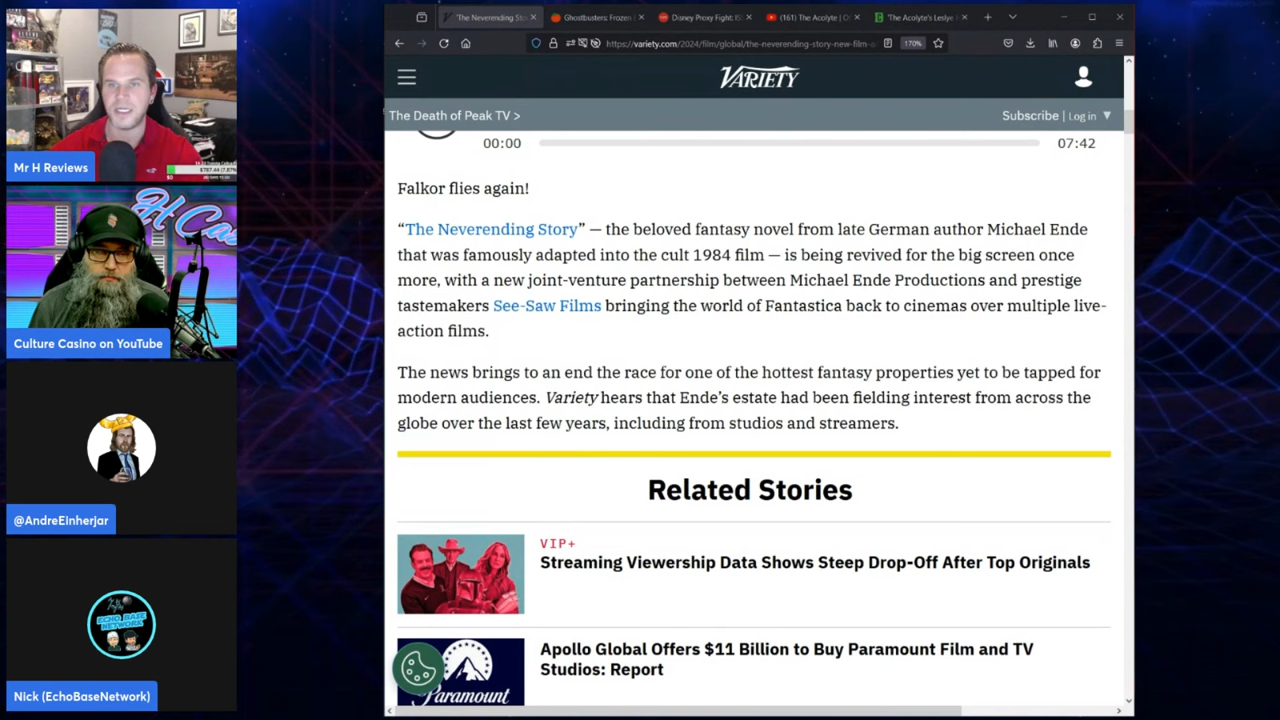 Mr H Reviews
Culture Casino on YouTube
@AndreEinherjar
ECHO BASE
NETWORK
Nick (EchoBaseNetwork)
'The Neverending Sto
Ghostbusters: Frozen
Disney Proxy Fight: IS
(161) The Acolyte | O
'The Acolyte's Leslye
https://variety.com/2024/film/global/the-neverending-story-new-film-a
170%
VARIETY
The Death of Peak TV >
Subscribe | Log in ▼
00:00
07:42
Falkor flies again!
“The Neverending Story” — the beloved fantasy novel from late German author Michael Ende
that was famously adapted into the cult 1984 film — is being revived for the big screen once
more, with a new joint-venture partnership between Michael Ende Productions and prestige
tastemakers See-Saw Films bringing the world of Fantastica back to cinemas over multiple live-
action films.
The news brings to an end the race for one of the hottest fantasy properties yet to be tapped for
modern audiences. Variety hears that Ende’s estate had been fielding interest from across the
globe over the last few years, including from studios and streamers.
Related Stories
VIP+
Streaming Viewership Data Shows Steep Drop-Off After Top Originals
Paramount
Apollo Global Offers $11 Billion to Buy Paramount Film and TV
Studios: Report